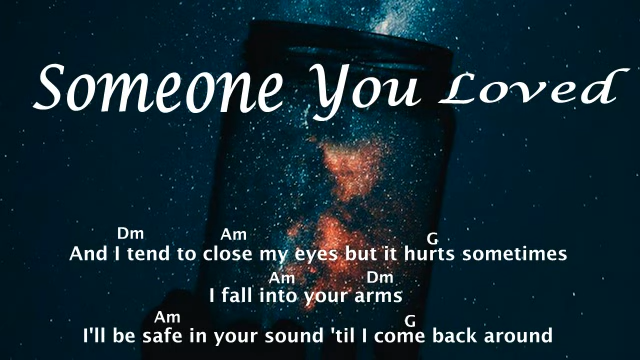 Someone You Loved
Dm Am G
And I tend to close my eyes but it hurts sometimes
Am Dm
I fall into your arms
Am G
I'll be safe in your sound 'til I come back around